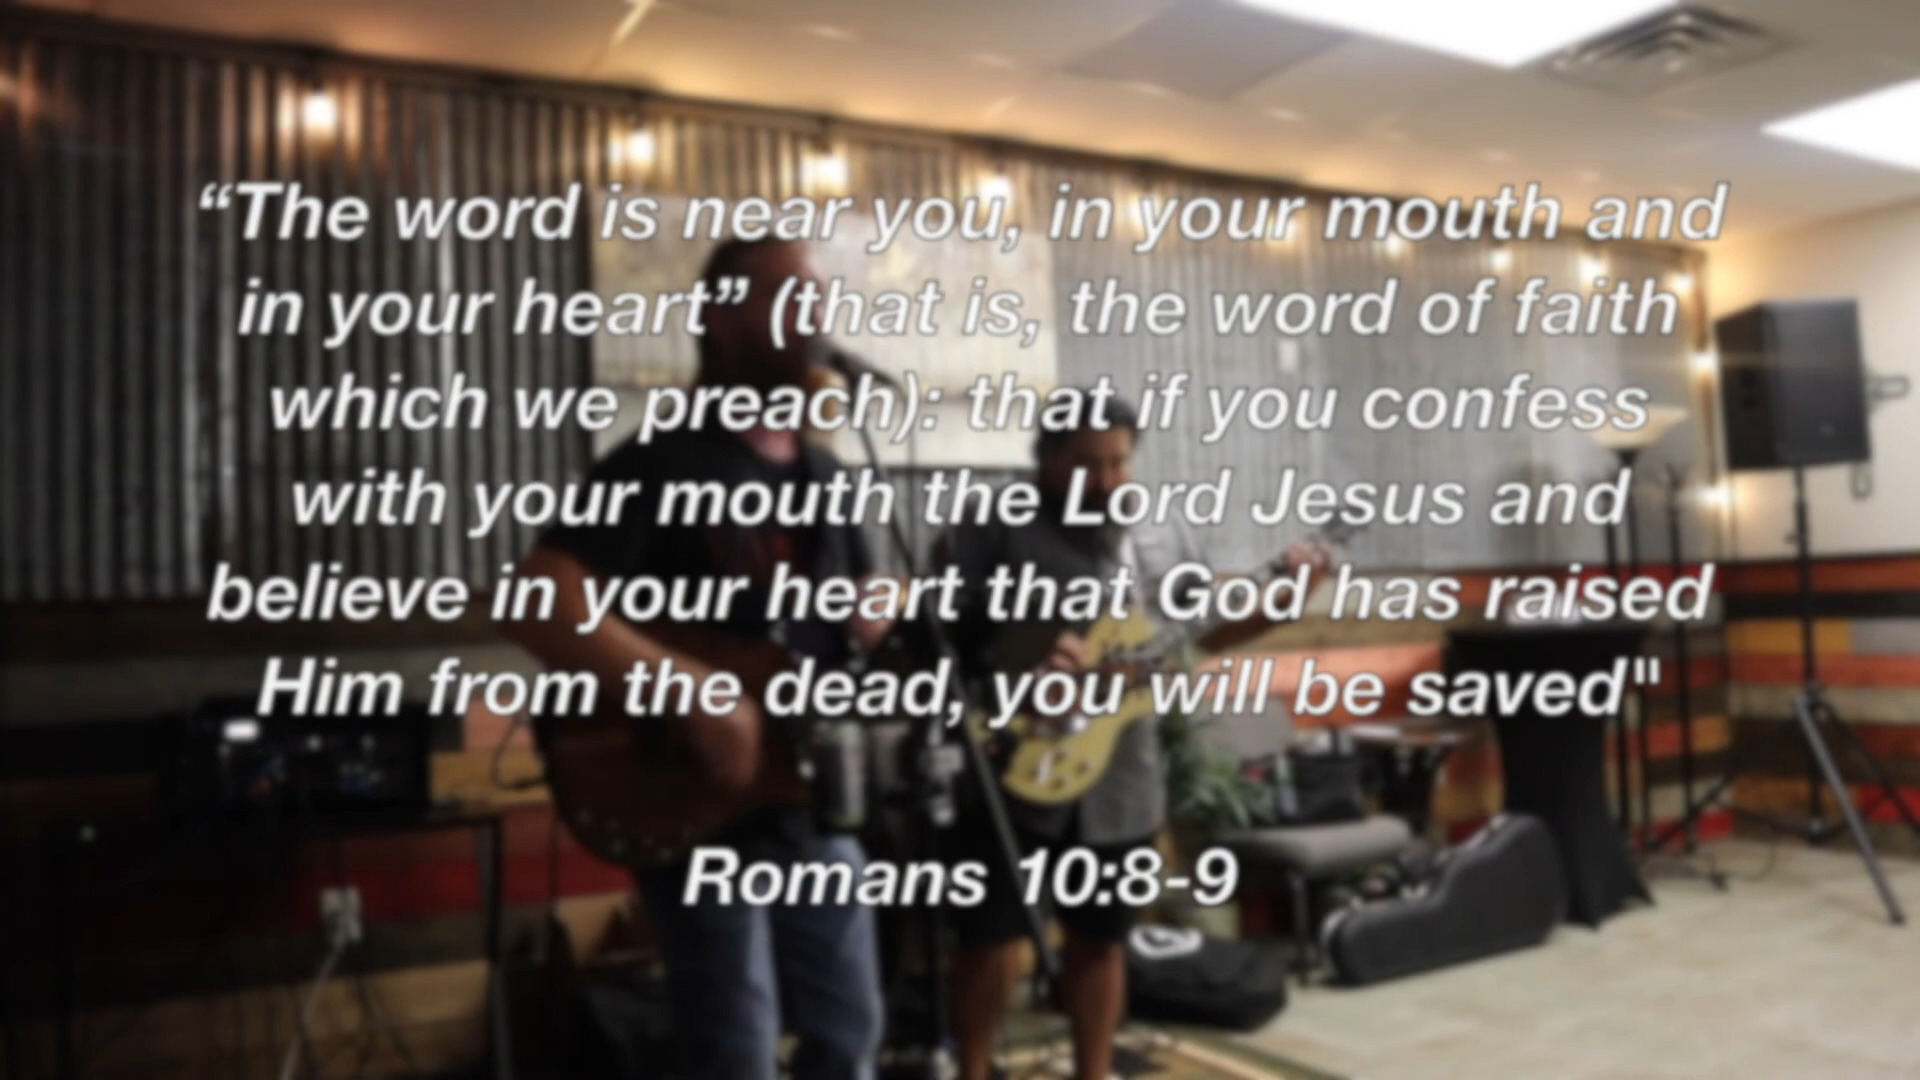 “The word is near you, in your mouth and
in your heart” (that is, the word of faith
which we preach): that if you confess
with your mouth the Lord Jesus and
believe in your heart that God has raised
Him from the dead, you will be saved"
Romans 10:8-9